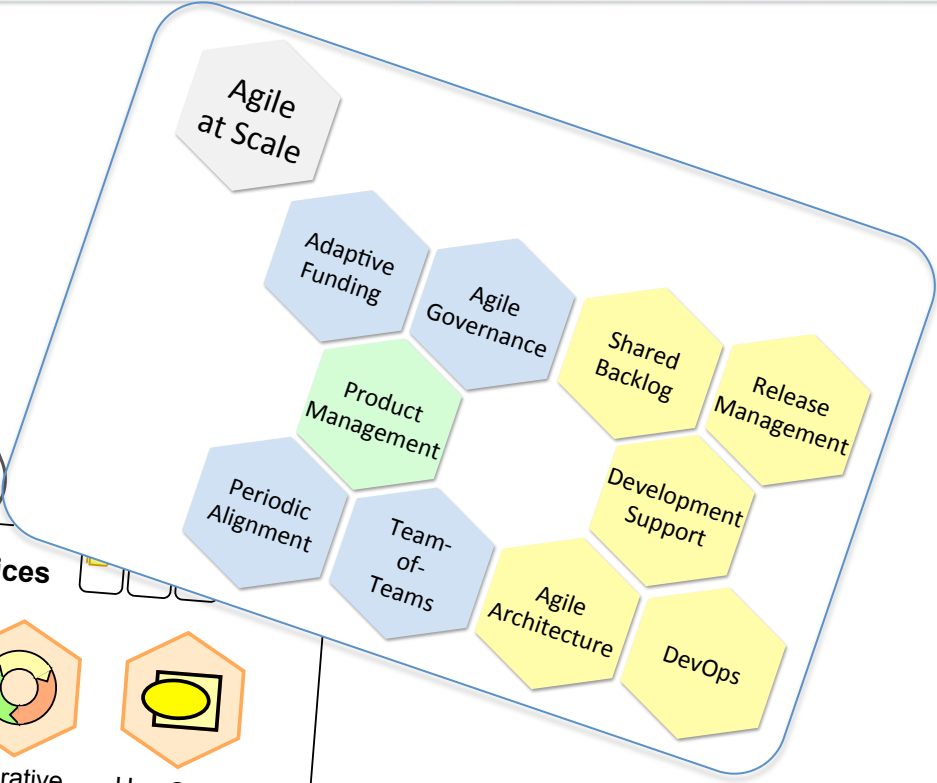 Agile
at Scale
Adaptive
Funding
Agile
Governance
Shared
Backlog
Release
Management
Product
Management
Development
Support
Periodic
Alignment
Team-
of-
Teams
Agile
Architecture
DevOps
ices
rative